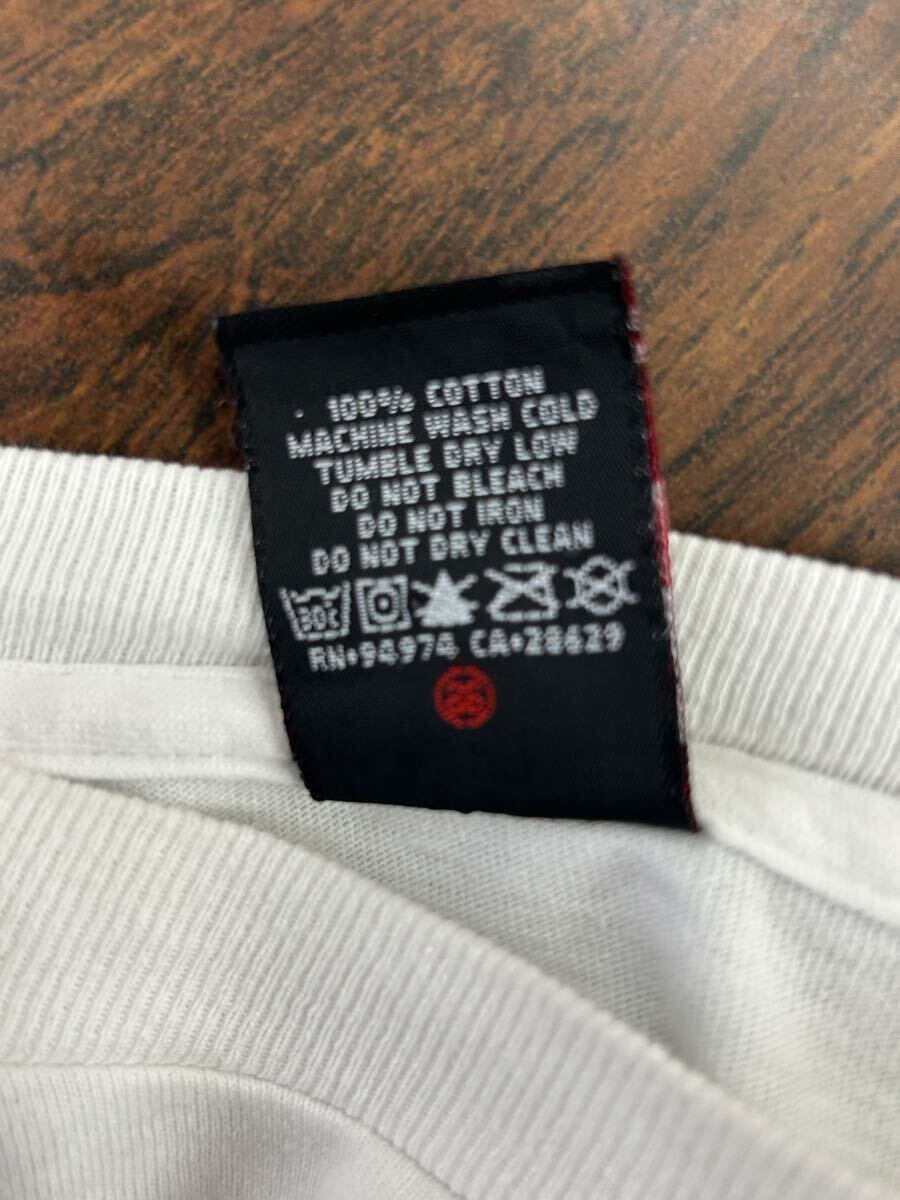 100% COTTON
MACHINE WASH COLD
TUMBLE DRY LOW
DO NOT BLEACH
DO NOT IRON
DO NOT DRY CLEAN
30C
RN•94974 CA•28629